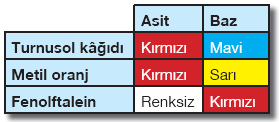 Asit Baz
Turnusol kâğıdı Kırmızı Mavi
Metil oranj Kırmızı Sarı
Fenolftalein Renksiz Kırmızı